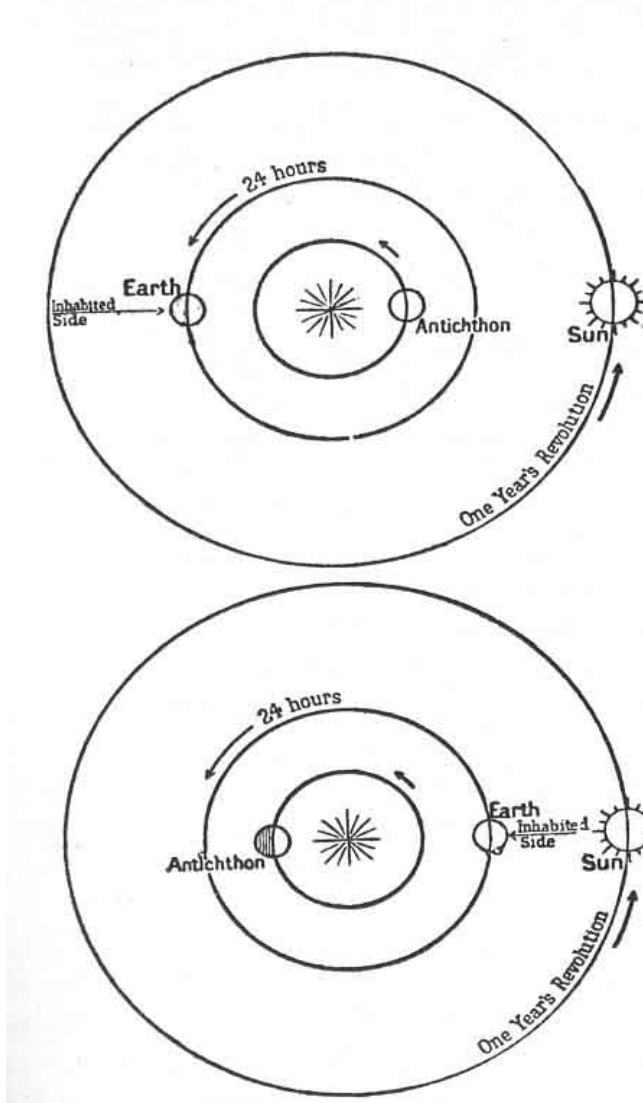 24 hours
Earth
Inhabited
Side
Antichthon
Sun
One Year's Revolution
24 hours
Earth
Inhabited
Side
Antichthon
Sun
One Year's Revolution